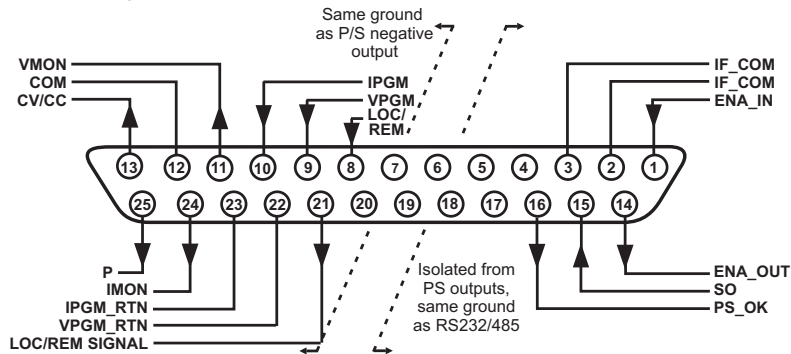 Same ground
as P/S negative
output
VMON
COM
CV/CC
IPGM
VPGM
LOC/
REM
IF_COM
IF_COM
ENA_IN
13 12 11 10 9 8 7 6 5 4 3 2 1
25 24 23 22 21 20 19 18 17 16 15 14
P
IMON
IPGM_RTN
VPGM_RTN
LOC/REM SIGNAL
Isolated from
PS outputs,
same ground
as RS232/485
ENA_OUT
SO
PS_OK